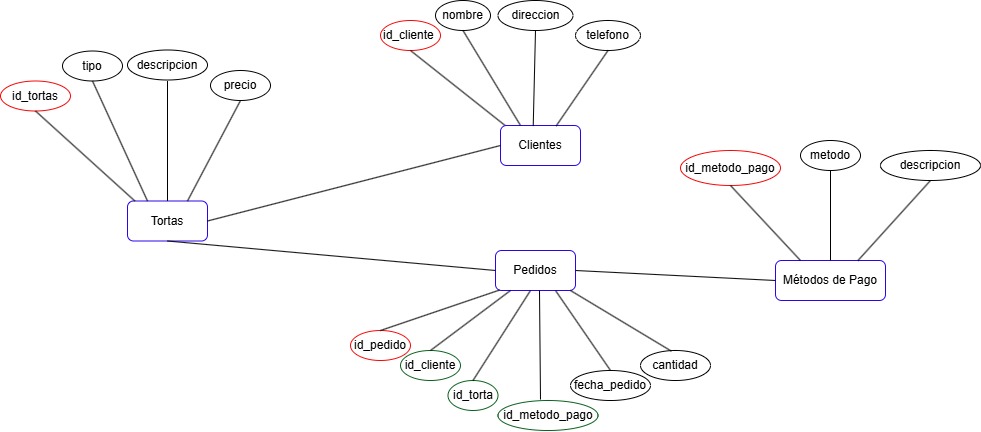 nombre
direccion
id_cliente
telefono
tipo
descripcion
precio
id_tortas
Clientes
metodo
id_metodo_pago
descripcion
Tortas
Pedidos
Métodos de Pago
id_pedido
id_cliente
cantidad
fecha_pedido
id_torta
id_metodo_pago